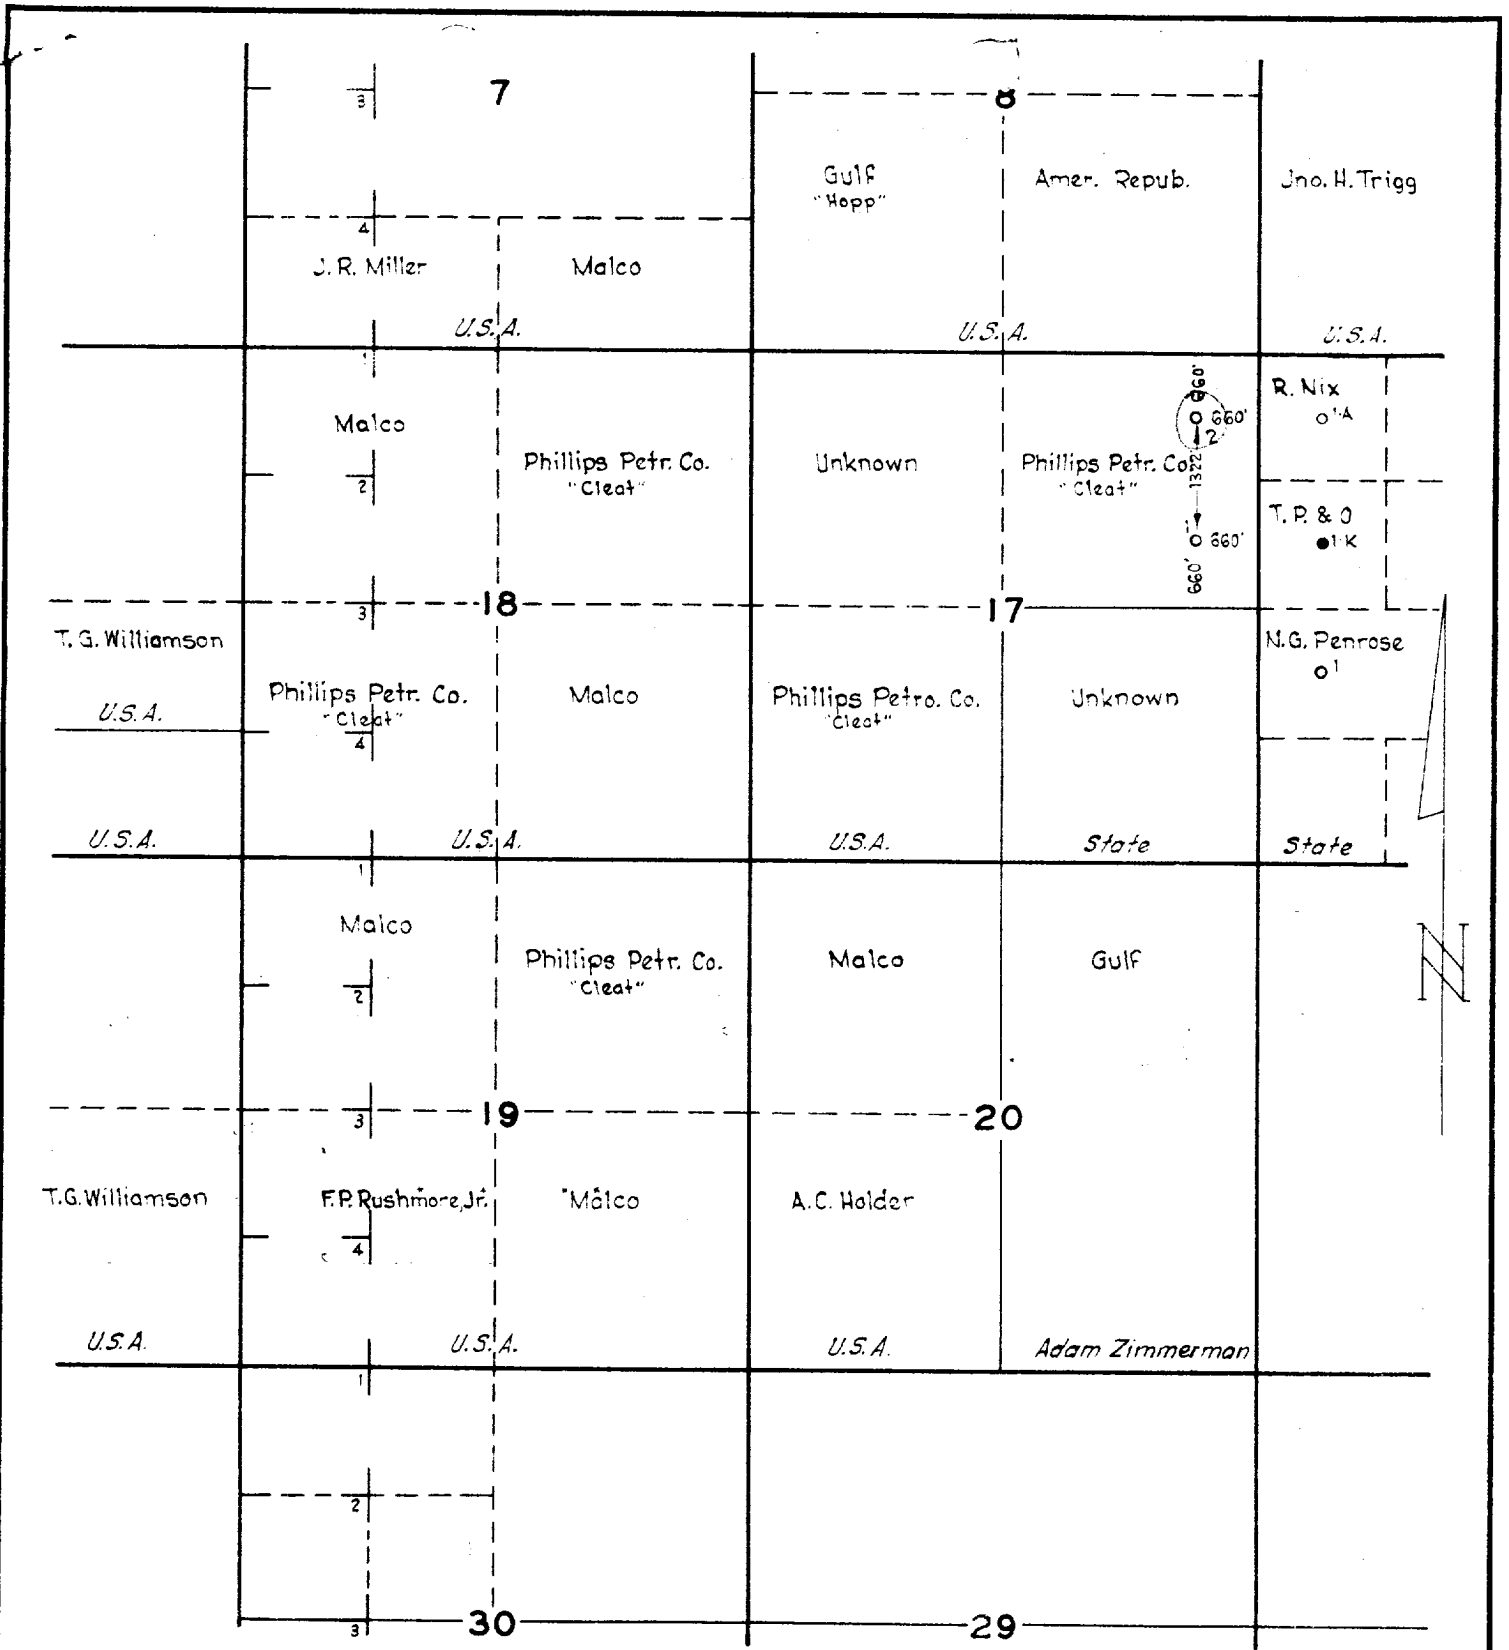 7
8
3
Gulf
"Hopp"
Amer. Repub.
Jno. H. Trigg
4
J. R. Miller
Malco
U.S.A.
U.S.A.
U.S.A.
1
660'
R. Nix
1-A
660'
2
Malco
Phillips Petr. Co.
"Cleat"
Unknown
Phillips Petr. Co.
"Cleat"
1322'
2
T. P. & O
1-K
660'
660'
3
18
17
T. G. Williamson
N.G. Penrose
1
Phillips Petr. Co.
"Cleat"
Malco
Phillips Petro. Co.
"Cleat"
Unknown
U.S.A.
4
U.S.A.
U.S.A.
U.S.A.
State
State
1
Malco
Phillips Petr. Co.
"Cleat"
Malco
Gulf
2
N
3
19
20
T.G. Williamson
F.P. Rushmore, Jr.
Malco
A.C. Holder
4
U.S.A.
U.S.A.
U.S.A.
Adam Zimmerman
1
2
3
30
29